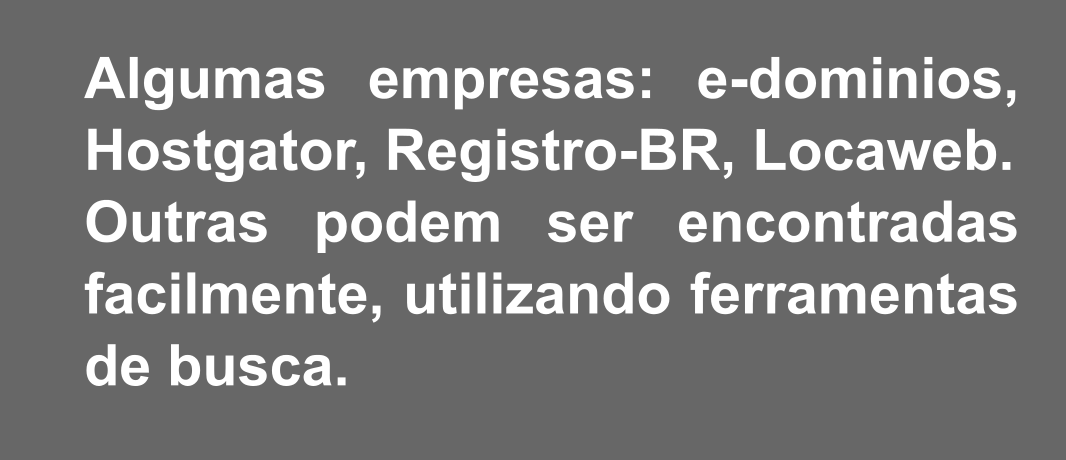 Algumas empresas: e-dominios,
Hostgator, Registro-BR, Locaweb.
Outras podem ser encontradas
facilmente, utilizando ferramentas
de busca.